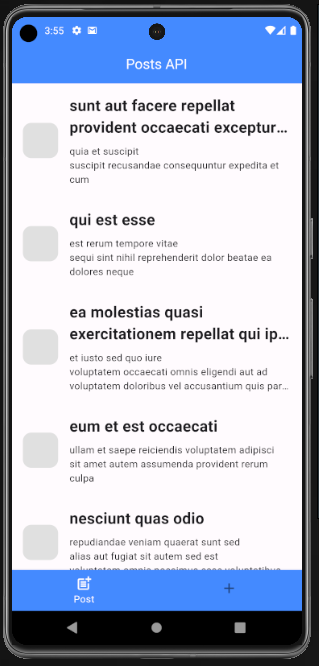 3:55
Posts API
sunt aut facere repellat
provident occaecati exceptur…
quia et suscipit
suscipit recusandae consequuntur expedita et
cum
qui est esse
est rerum tempore vitae
sequi sint nihil reprehenderit dolor beatae ea
dolores neque
ea molestias quasi
exercitationem repellat qui ip…
et iusto sed quo iure
voluptatem occaecati omnis eligendi aut ad
voluptatem doloribus vel accusantium quis par…
eum et est occaecati
ullam et saepe reiciendis voluptatem adipisci
sit amet autem assumenda provident rerum
culpa
nesciunt quas odio
repudiandae veniam quaerat sunt sed
alias aut fugiat sit autem sed est
Post